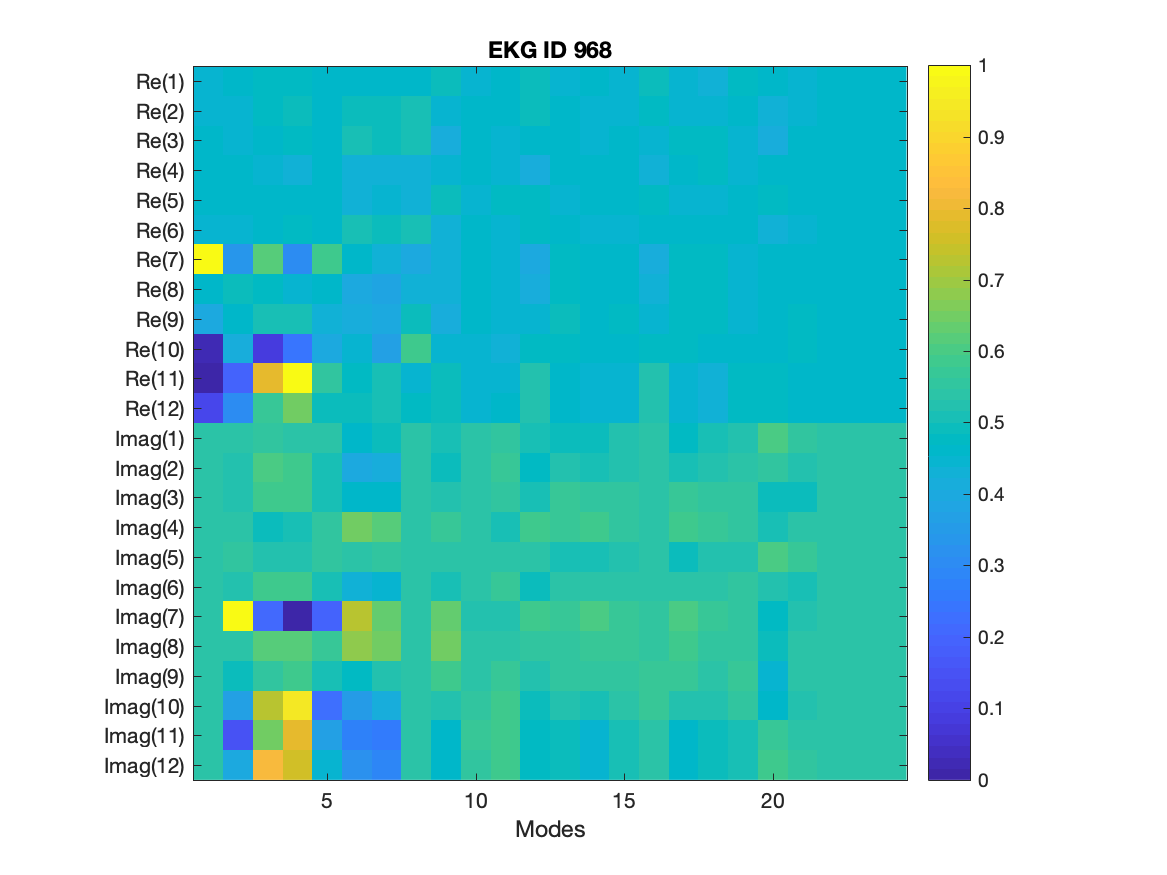 EKG ID 968
Re(1)
Re(2)
Re(3)
Re(4)
Re(5)
Re(6)
Re(7)
Re(8)
Re(9)
Re(10)
Re(11)
Re(12)
Imag(1)
Imag(2)
Imag(3)
Imag(4)
Imag(5)
Imag(6)
Imag(7)
Imag(8)
Imag(9)
Imag(10)
Imag(11)
Imag(12)
5 10 15 20
Modes
1
0.9
0.8
0.7
0.6
0.5
0.4
0.3
0.2
0.1
0